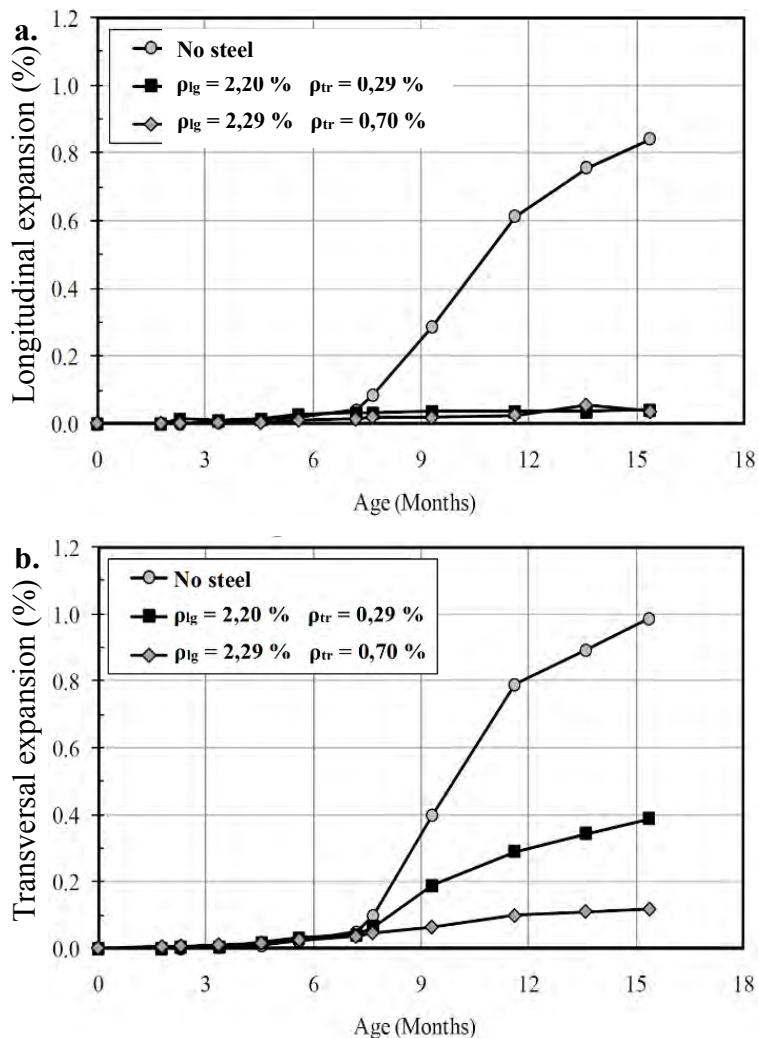 a.
1.2
1.0
0.8
0.6
0.4
0.2
0.0
Longitudinal expansion (%)
No steel
ρlg = 2,20 % ρtr = 0,29 %
ρlg = 2,29 % ρtr = 0,70 %
0 3 6 9 12 15 18
Age (Months)
b.
1.2
1.0
0.8
0.6
0.4
0.2
0.0
Transversal expansion (%)
No steel
ρlg = 2,20 % ρtr = 0,29 %
ρlg = 2,29 % ρtr = 0,70 %
0 3 6 9 12 15 18
Age (Months)